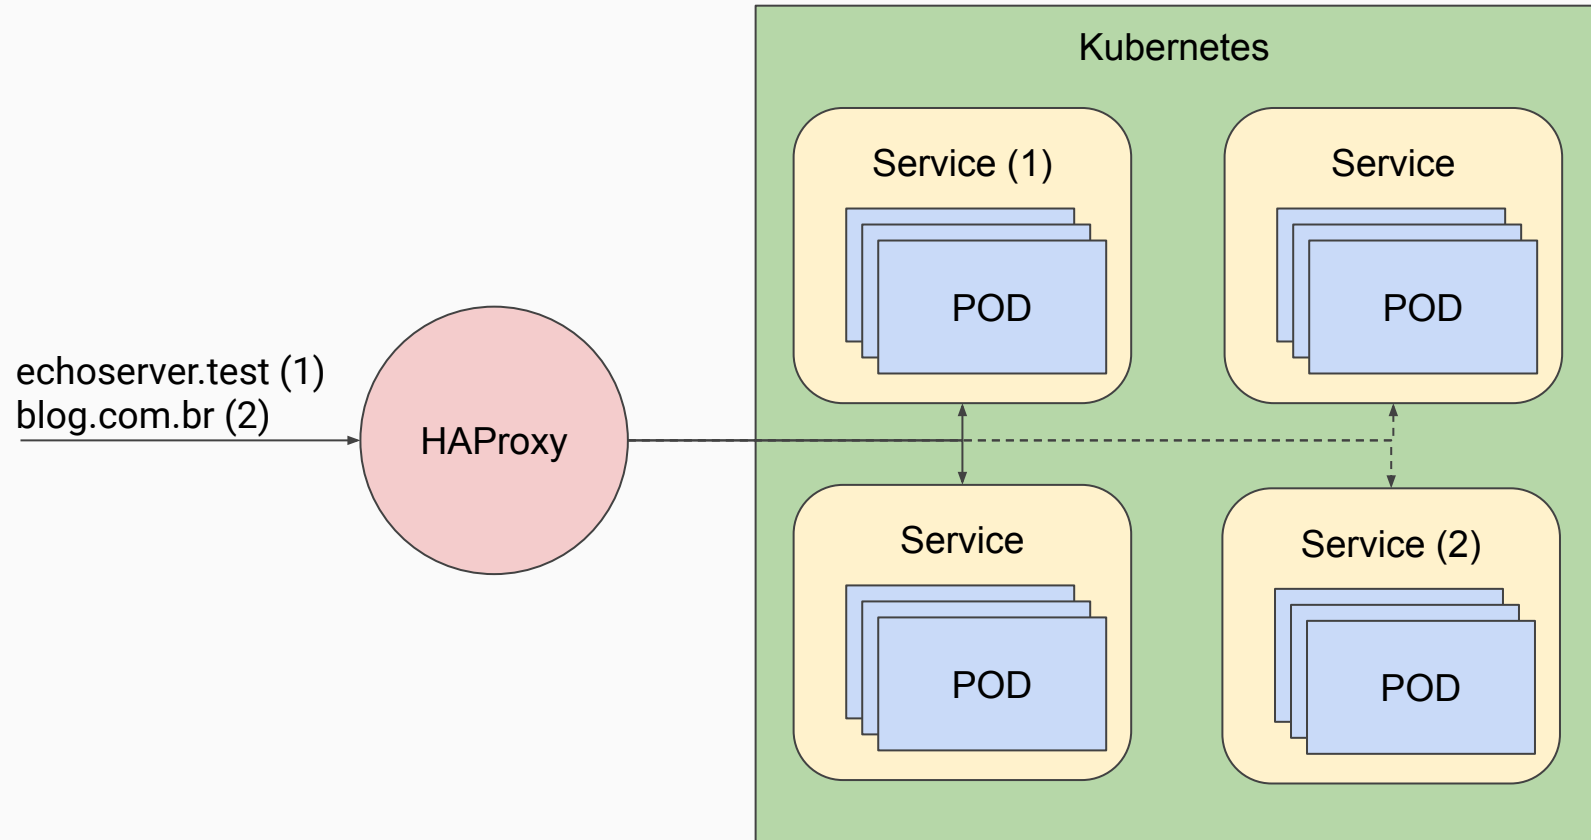 Kubernetes
Service (1)
POD
Service
POD
echoserver.test (1)
blog.com.br (2)
HAProxy
Service
POD
Service (2)
POD